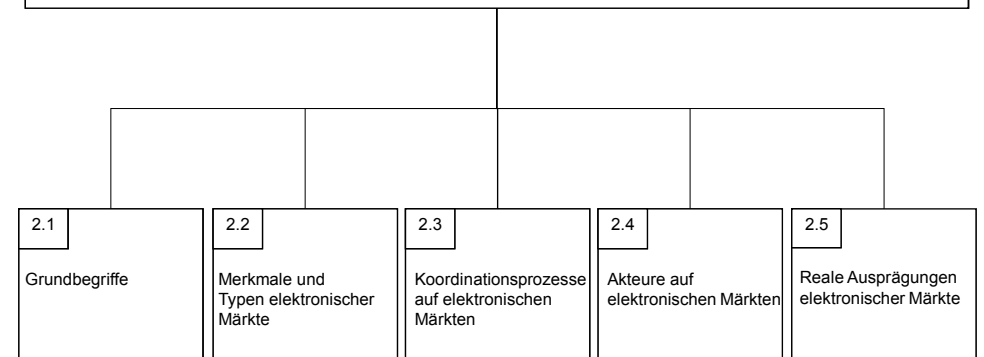 2.1
Grundbegriffe
2.2
Merkmale und
Typen elektronischer
Märkte
2.3
Koordinationsprozesse
auf elektronischen
Märkten
2.4
Akteure auf
elektronischen Märkten
2.5
Reale Ausprägungen
elektronischer Märkte